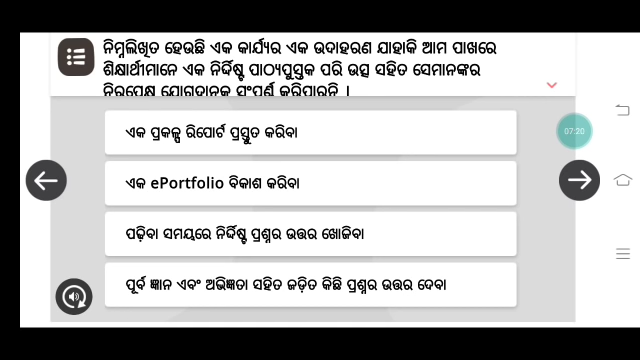 ନିମ୍ନଲିଖିତ ହେଉଛି ଏକ କାର୍ଯ୍ୟର ଏକ ଉଦାହରଣ ଯାହାକି ଆମ ପାଖରେ
ଶିକ୍ଷାର୍ଥୀମାନେ ଏକ ନିର୍ଦ୍ଦିଷ୍ଟ ପାଠ୍ୟପୁସ୍ତକ ପରି ଉତ୍ସ ସହିତ ସେମାନଙ୍କର
ନିରପେକ୍ଷ ଯୋଗଦାନକୁ ସଂପୂର୍ଣ୍ଣ କରିପାରନ୍ତି ।
ଏକ ପ୍ରକଳ୍ପ ରିପୋର୍ଟ ପ୍ରସ୍ତୁତ କରିବା
07:20
ଏକ ePortfolio ବିକାଶ କରିବା
ପଢ଼ିବା ସମୟରେ ନିର୍ଦ୍ଦିଷ୍ଟ ପ୍ରଶ୍ନର ଉତ୍ତର ଖୋଜିବା
ପୂର୍ବ ଜ୍ଞାନ ଏବଂ ଅଭିଜ୍ଞତା ସହିତ ଜଡ଼ିତ କିଛି ପ୍ରଶ୍ନର ଉତ୍ତର ଦେବା